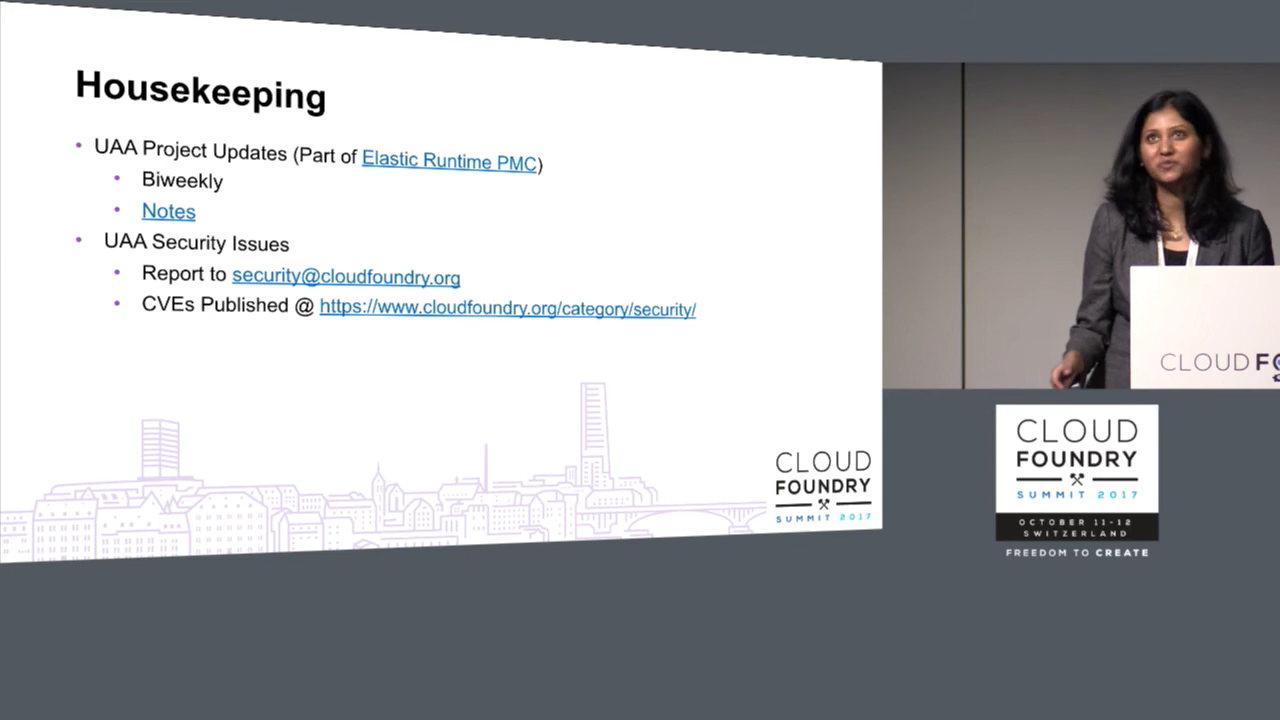 Housekeeping
• UAA Project Updates (Part of Elastic Runtime PMC)
• Biweekly
• Notes
• UAA Security Issues
• Report to security@cloudfoundry.org
• CVEs Published @ https://www.cloudfoundry.org/category/security/
CLOUD
FOUNDRY
SUMMIT 2017
CLOUD FO
CLOUD
FOUNDRY
SUMMIT 2017
OCTOBER 11-12
SWITZERLAND
FREEDOM TO CREATE